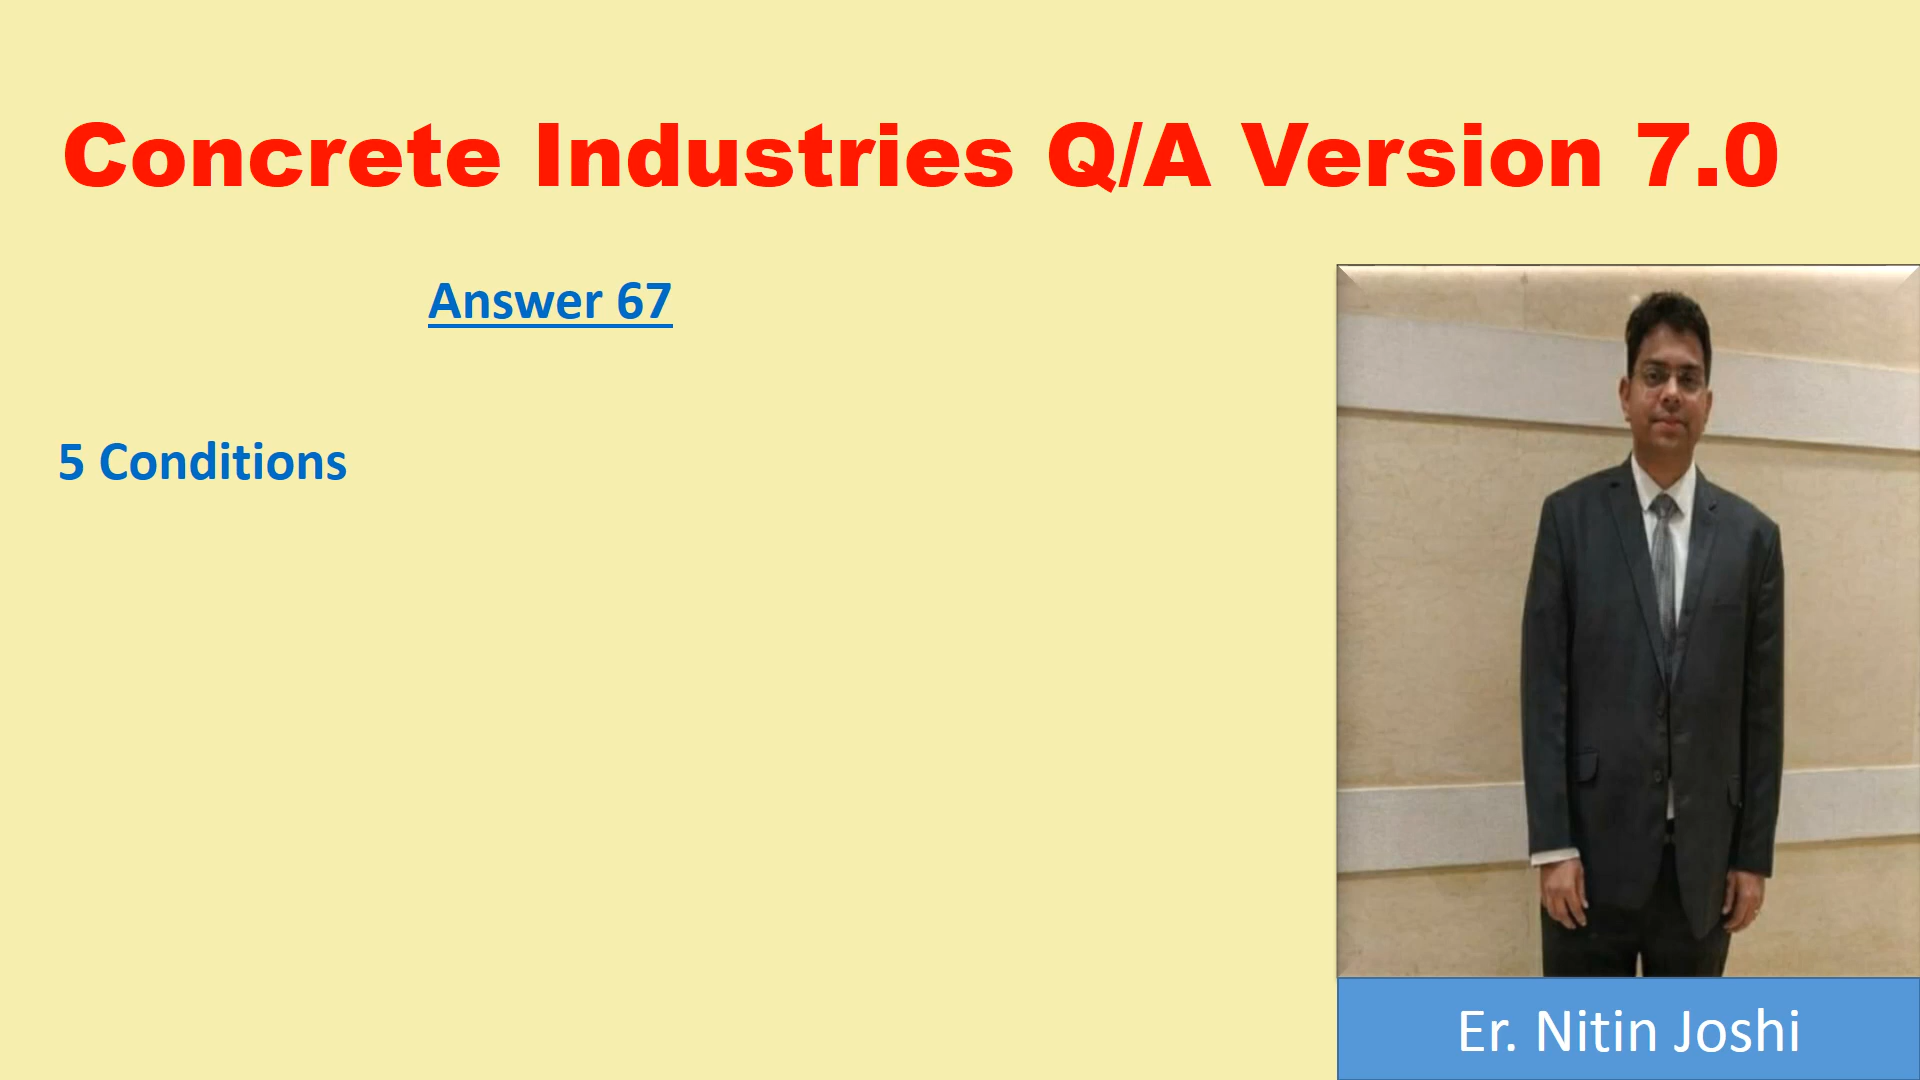 Concrete Industries Q/A Version 7.0
Answer 67
5 Conditions
Er. Nitin Joshi